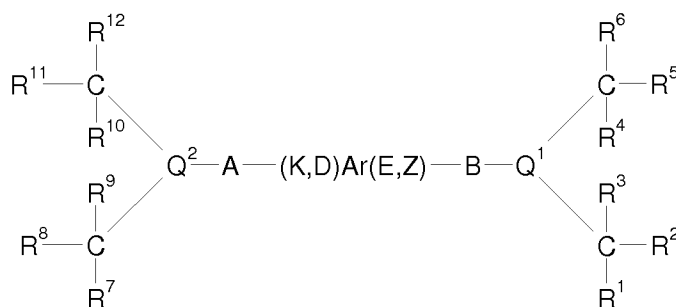 R12 R6
R11 C C R5
R10 R4
Q2 A (K,D)Ar(E,Z) B Q1
R9 R3
R8 C C R2
R7 R1